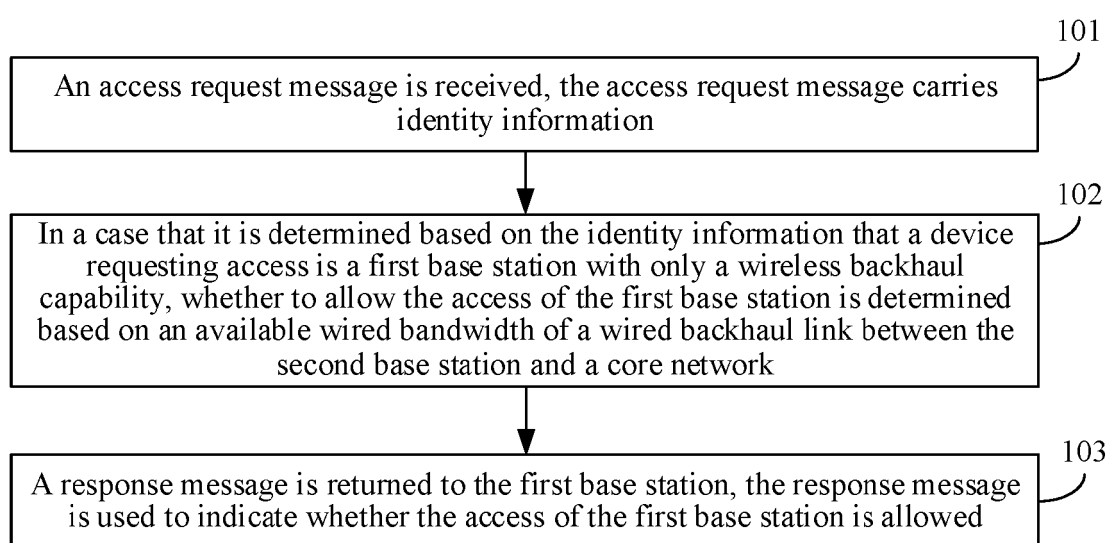 101
An access request message is received, the access request message carries
identity information
102
In a case that it is determined based on the identity information that a device
requesting access is a first base station with only a wireless backhaul
capability, whether to allow the access of the first base station is determined
based on an available wired bandwidth of a wired backhaul link between the
second base station and a core network
103
A response message is returned to the first base station, the response message
is used to indicate whether the access of the first base station is allowed